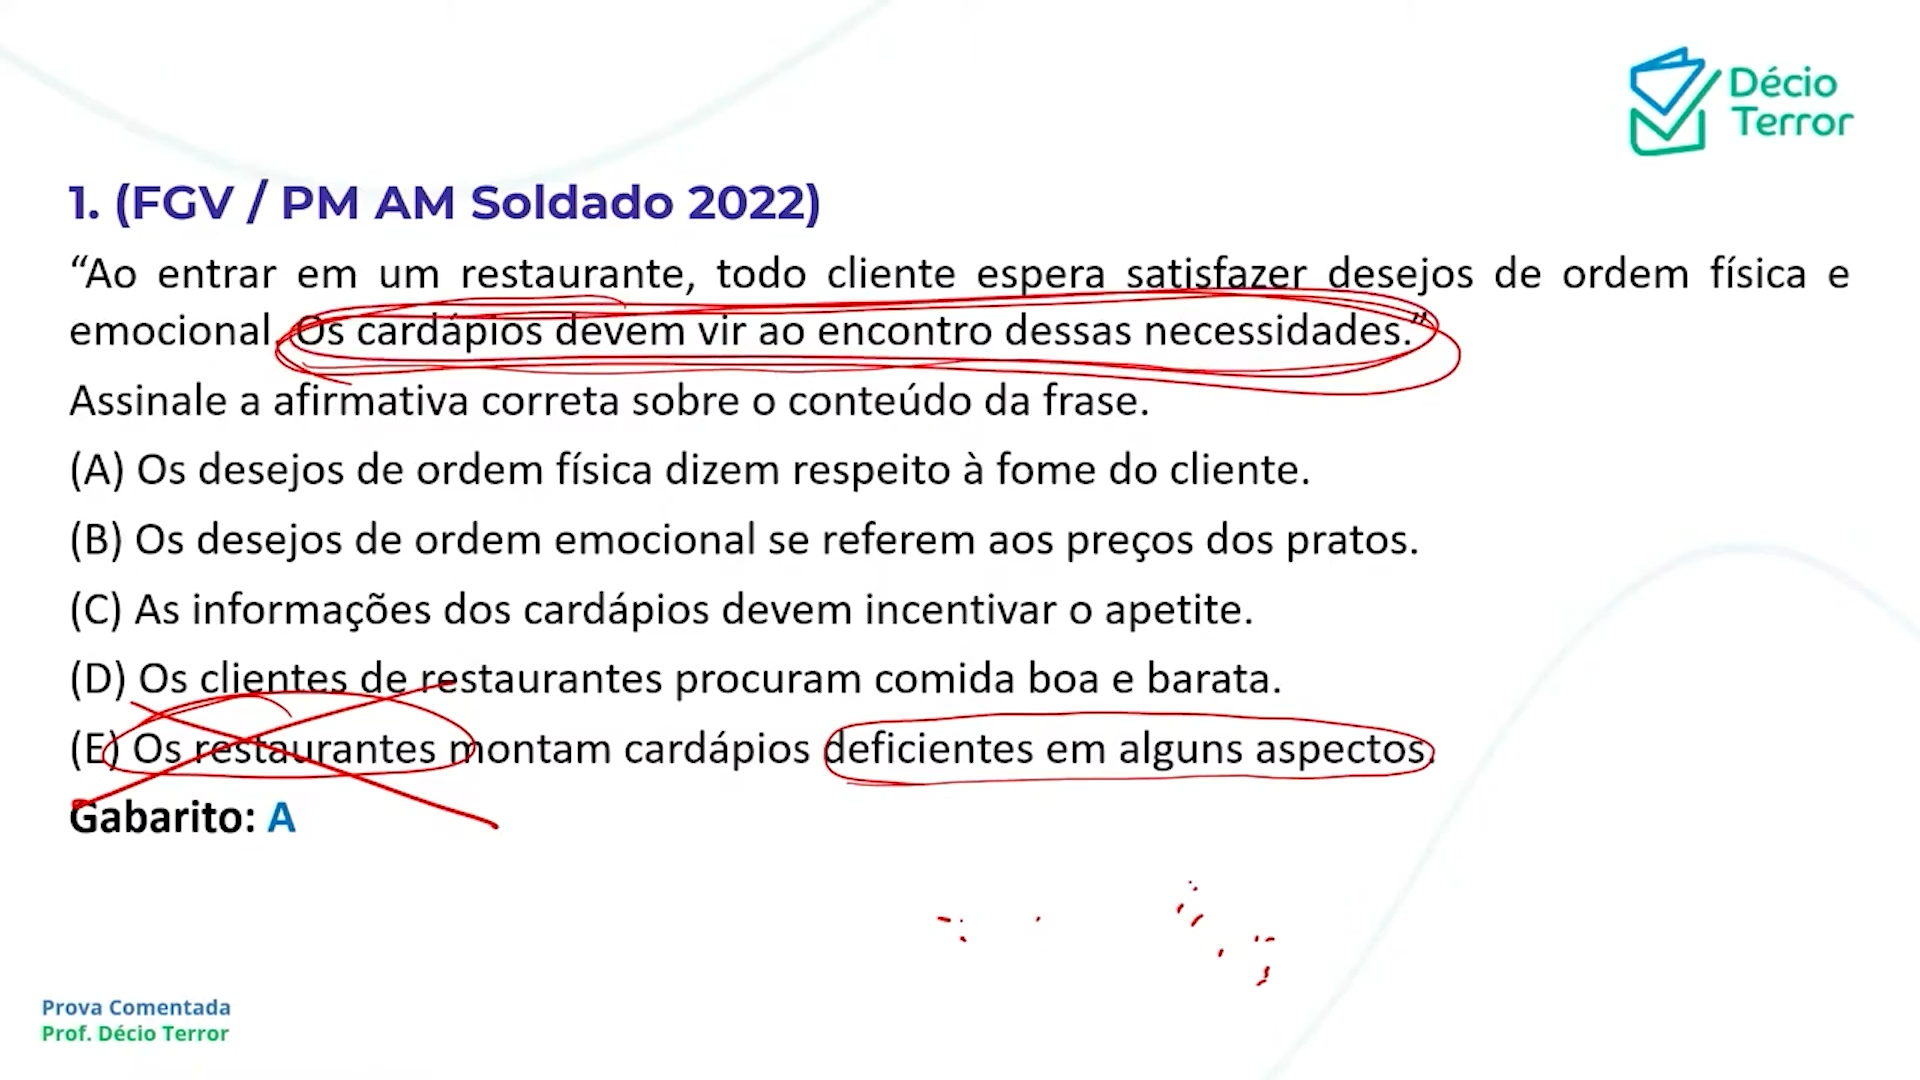 Décio
Terror
1. (FGV / PM AM Soldado 2022)
“Ao entrar em um restaurante, todo cliente espera satisfazer desejos de ordem física e
emocional. Os cardápios devem vir ao encontro dessas necessidades.”
Assinale a afirmativa correta sobre o conteúdo da frase.
(A) Os desejos de ordem física dizem respeito à fome do cliente.
(B) Os desejos de ordem emocional se referem aos preços dos pratos.
(C) As informações dos cardápios devem incentivar o apetite.
(D) Os clientes de restaurantes procuram comida boa e barata.
(E) Os restaurantes montam cardápios deficientes em alguns aspectos.
Gabarito: A
Prova Comentada
Prof. Décio Terror